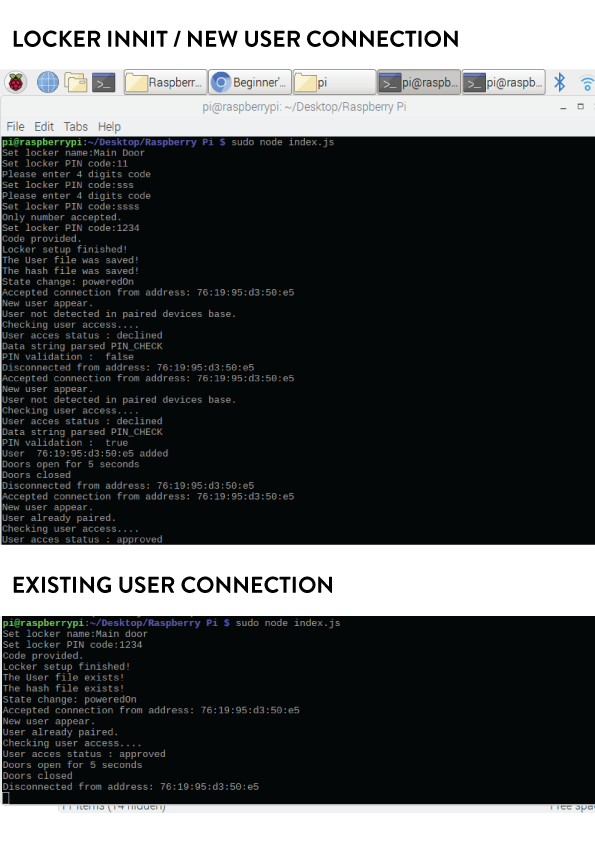 LOCKER INNIT / NEW USER CONNECTION
Raspberr... Beginner'... pi pi@raspb... pi@raspb...
pi@raspberrypi: ~/Desktop/Raspberry Pi
File Edit Tabs Help
pi@raspberrypi:~/Desktop/Raspberry Pi $ sudo node index.js
Set locker name:Main Door
Set locker PIN code:11
Please enter 4 digits code
Set locker PIN code:sss
Please enter 4 digits code
Set locker PIN code:ssss
Only number accepted.
Set locker PIN code:1234
Code provided.
Locker setup finished!
The User file was saved!
The hash file was saved!
State change: poweredOn
Accepted connection from address: 76:19:95:d3:50:e5
New user appear.
User not detected in paired devices base.
Checking user access....
User acces status : declined
Data string parsed PIN_CHECK
PIN validation :  false
Disconnected from address: 76:19:95:d3:50:e5
Accepted connection from address: 76:19:95:d3:50:e5
New user appear.
User not detected in paired devices base.
Checking user access....
User acces status : declined
Data string parsed PIN_CHECK
PIN validation :  true
User  76:19:95:d3:50:e5 added
Doors open for 5 seconds
Doors closed
Disconnected from address: 76:19:95:d3:50:e5
Accepted connection from address: 76:19:95:d3:50:e5
New user appear.
User already paired.
Checking user access....
User acces status : approved
EXISTING USER CONNECTION
pi@raspberrypi:~/Desktop/Raspberry Pi $ sudo node index.js
Set locker name:Main door
Set locker PIN code:1234
Code provided.
Locker setup finished!
The User file exists!
The hash file exists!
State change: poweredOn
Accepted connection from address: 76:19:95:d3:50:e5
New user appear.
User already paired.
Checking user access....
User acces status : approved
Doors open for 5 seconds
Doors closed
Disconnected from address: 76:19:95:d3:50:e5
11 items (14 hidden) Free spa